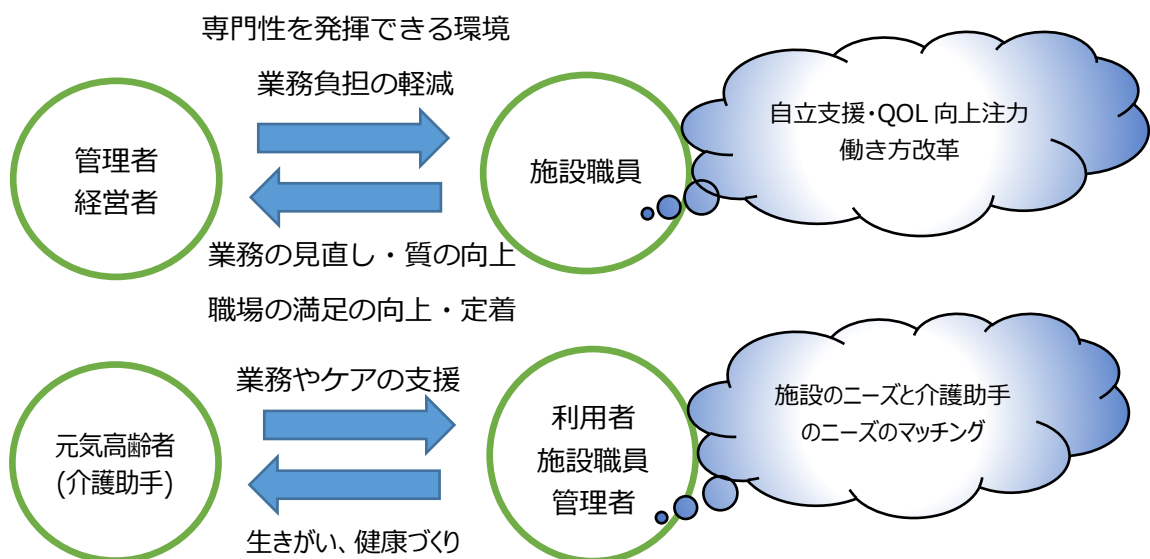 専門性を発揮できる環境
業務負担の軽減
管理者
経営者
施設職員
自立支援・QOL 向上注力
働き方改革
業務の見直し・質の向上
職場の満足の向上・定着
業務やケアの支援
元気高齢者
(介護助手)
利用者
施設職員
管理者
施設のニーズと介護助手
のニーズのマッチング
生きがい、健康づくり